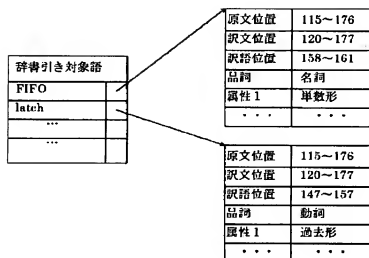 辞書引き対象語
FIFO
latch
…
…
原文位置 115～176
訳文位置 120～177
訳語位置 158～161
品詞 名詞
属性1 単数形
・・・ ・・・
原文位置 115～176
訳文位置 120～177
訳語位置 147～157
品詞 動詞
属性1 過去形
・・・ ・・・